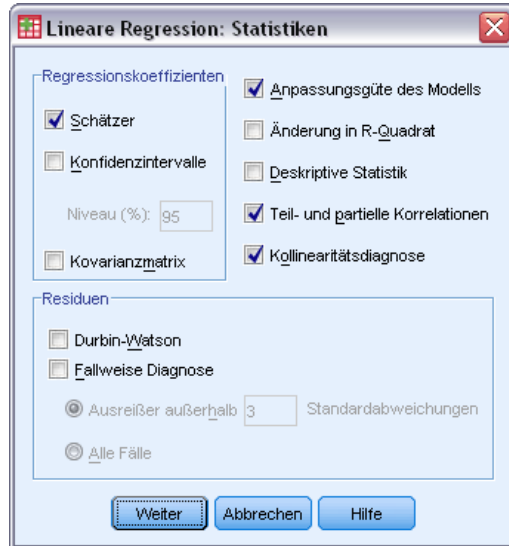 Lineare Regression: Statistiken
Regressionskoeffizienten
Schätzer
Konfidenzintervalle
Niveau (%): 95
Kovarianzmatrix
Anpassungsgüte des Modells
Änderung in R-Quadrat
Deskriptive Statistik
Teil- und partielle Korrelationen
Kollinearitätsdiagnose
Residuen
Durbin-Watson
Fallweise Diagnose
Ausreißer außerhalb 3 Standardabweichungen
Alle Fälle
Weiter Abbrechen Hilfe